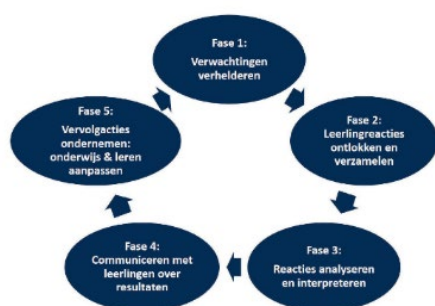 Fase 1:
Verwachtingen
verhelderen
Fase 2:
Leerlingreacties
ontlokken en
verzamelen
Fase 3:
Reacties analyseren
en interpreteren
Fase 4:
Communiceren met
leerlingen over
resultaten
Fase 5:
Vervolgacties
ondernemen:
onderwijs & leren
aanpassen